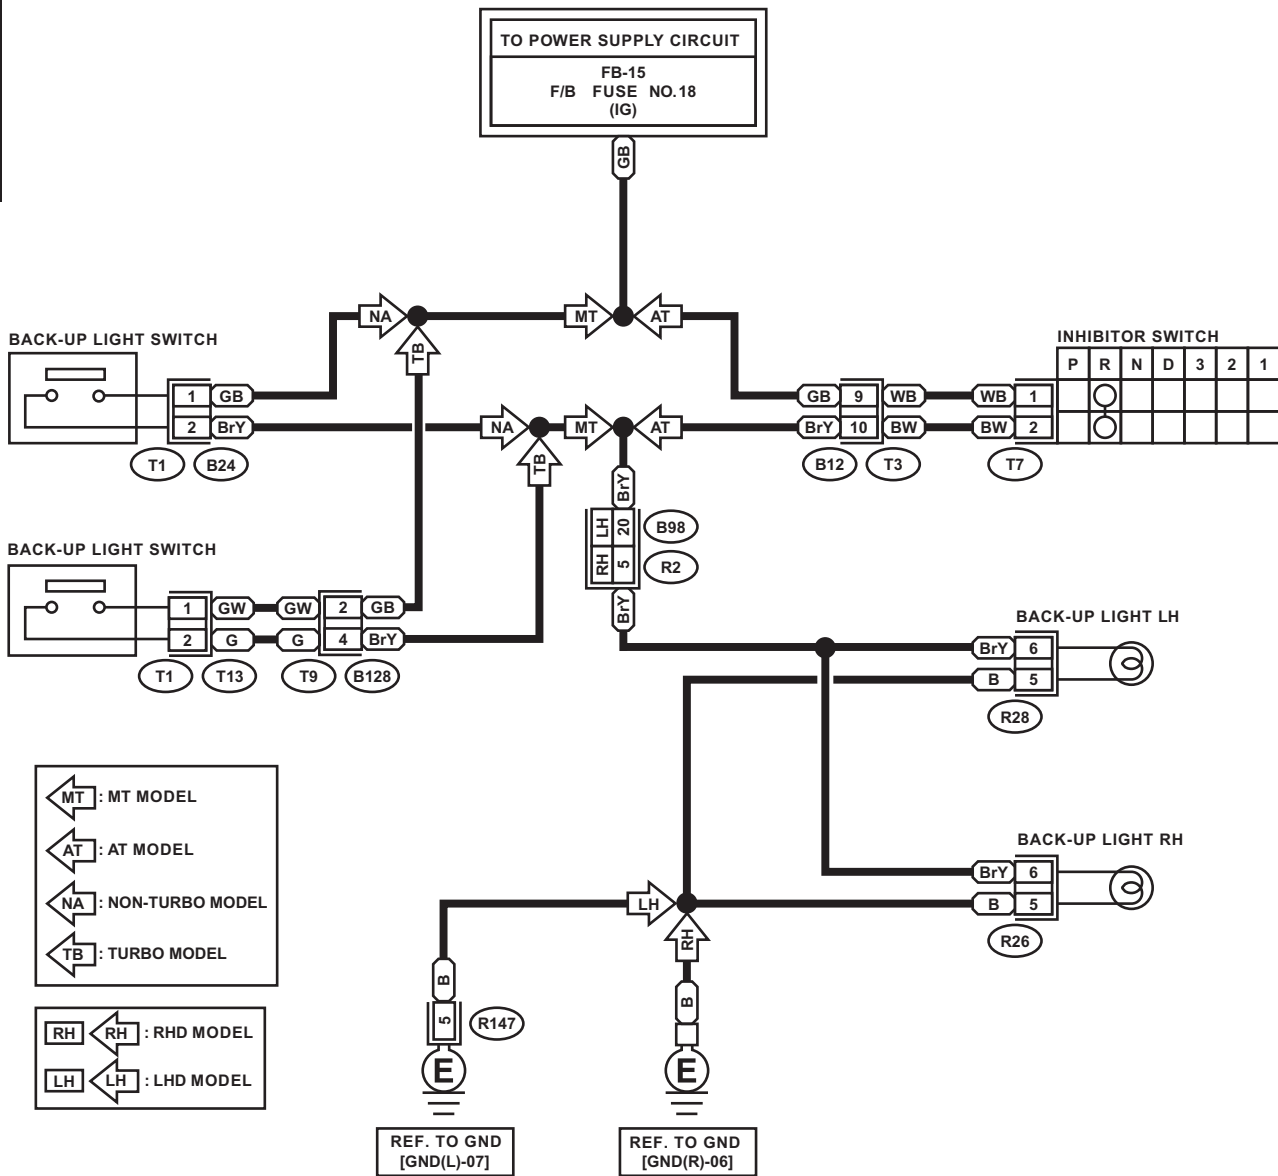 TO POWER SUPPLY CIRCUIT
FB-15
F/B FUSE NO.18
(IG)
GB
NA
MT
AT
TB
BACK-UP LIGHT SWITCH
1 GB
2 BrY
T1 B24
NA
MT
AT
TB
INHIBITOR SWITCH
P R N D 3 2 1
GB 9 WB WB 1
BrY 10 BW BW 2
B12 T3 T7
BrY
LH 20 B98
RH 5 R2
BrY
BACK-UP LIGHT SWITCH
1 GW GW 2 GB
2 G G 4 BrY
T1 T13 T9 B128
BACK-UP LIGHT LH
BrY 6
B 5
R28
BACK-UP LIGHT RH
BrY 6
B 5
R26
MT : MT MODEL
AT : AT MODEL
NA : NON-TURBO MODEL
TB : TURBO MODEL
RH RH : RHD MODEL
LH LH : LHD MODEL
LH
RH
B
5 R147
E
REF. TO GND
[GND(L)-07]
B
E
REF. TO GND
[GND(R)-06]